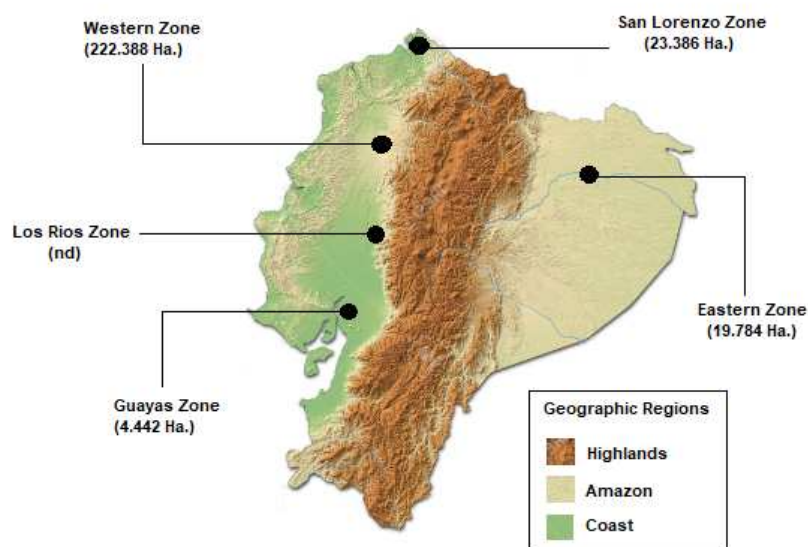 Western Zone
(222.388 Ha.)
San Lorenzo Zone
(23.386 Ha.)
Los Rios Zone
(nd)
Eastern Zone
(19.784 Ha.)
Guayas Zone
(4.442 Ha.)
Geographic Regions
Highlands
Amazon
Coast